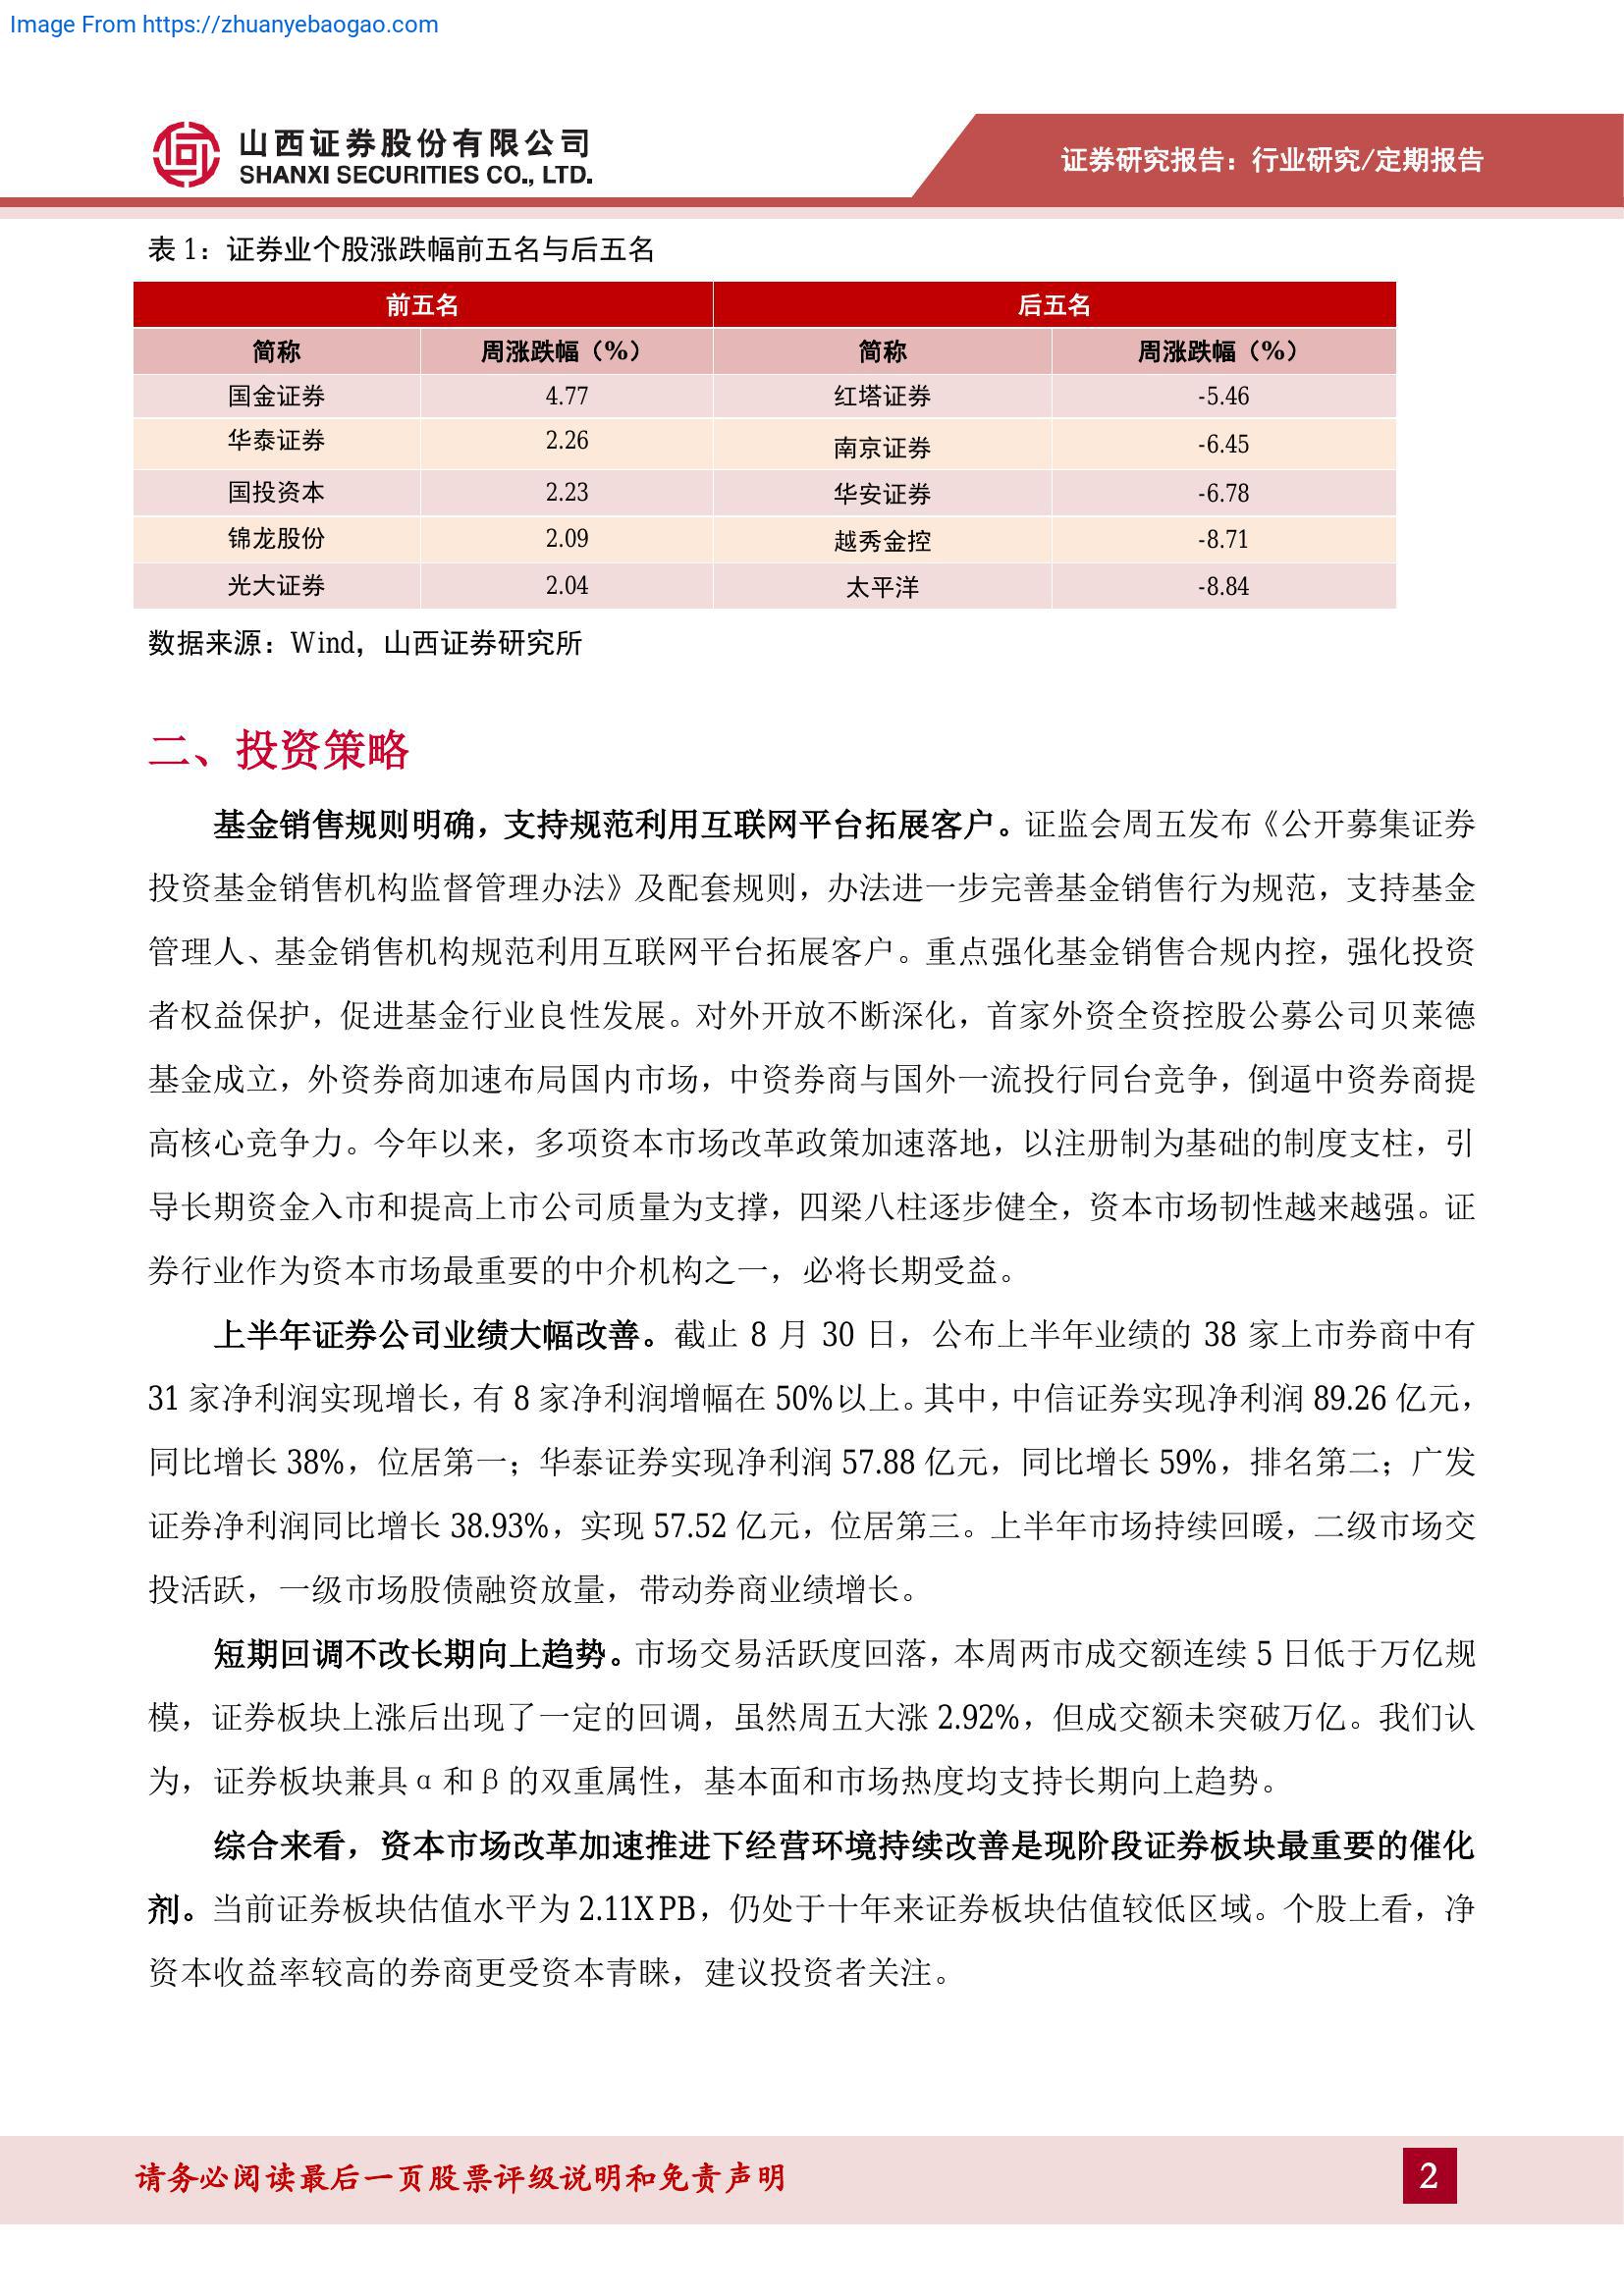 Image From https://zhuanyebaogao.com
山西证券股份有限公司
SHANXI SECURITIES CO., LTD.
证券研究报告：行业研究/定期报告
表 1：证券业个股涨跌幅前五名与后五名
前五名 后五名
简称 周涨跌幅（%） 简称 周涨跌幅（%）
国金证券 4.77 红塔证券 -5.46
华泰证券 2.26 南京证券 -6.45
国投资本 2.23 华安证券 -6.78
锦龙股份 2.09 越秀金控 -8.71
光大证券 2.04 太平洋 -8.84
数据来源：Wind，山西证券研究所
二、投资策略
基金销售规则明确，支持规范利用互联网平台拓展客户。证监会周五发布《公开募集证券
投资基金销售机构监督管理办法》及配套规则，办法进一步完善基金销售行为规范，支持基金
管理人、基金销售机构规范利用互联网平台拓展客户。重点强化基金销售合规内控，强化投资
者权益保护，促进基金行业良性发展。对外开放不断深化，首家外资全资控股公募公司贝莱德
基金成立，外资券商加速布局国内市场，中资券商与国外一流投行同台竞争，倒逼中资券商提
高核心竞争力。今年以来，多项资本市场改革政策加速落地，以注册制为基础的制度支柱，引
导长期资金入市和提高上市公司质量为支撑，四梁八柱逐步健全，资本市场韧性越来越强。证
券行业作为资本市场最重要的中介机构之一，必将长期受益。
上半年证券公司业绩大幅改善。截止 8 月 30 日，公布上半年业绩的 38 家上市券商中有
31 家净利润实现增长，有 8 家净利润增幅在 50%以上。其中，中信证券实现净利润 89.26 亿元，
同比增长 38%，位居第一；华泰证券实现净利润 57.88 亿元，同比增长 59%，排名第二；广发
证券净利润同比增长 38.93%，实现 57.52 亿元，位居第三。上半年市场持续回暖，二级市场交
投活跃，一级市场股债融资放量，带动券商业绩增长。
短期回调不改长期向上趋势。市场交易活跃度回落，本周两市成交额连续 5 日低于万亿规
模，证券板块上涨后出现了一定的回调，虽然周五大涨 2.92%，但成交额未突破万亿。我们认
为，证券板块兼具α和β的双重属性，基本面和市场热度均支持长期向上趋势。
综合来看，资本市场改革加速推进下经营环境持续改善是现阶段证券板块最重要的催化
剂。当前证券板块估值水平为 2.11X PB，仍处于十年来证券板块估值较低区域。个股上看，净
资本收益率较高的券商更受资本青睐，建议投资者关注。
请务必阅读最后一页股票评级说明和免责声明
2